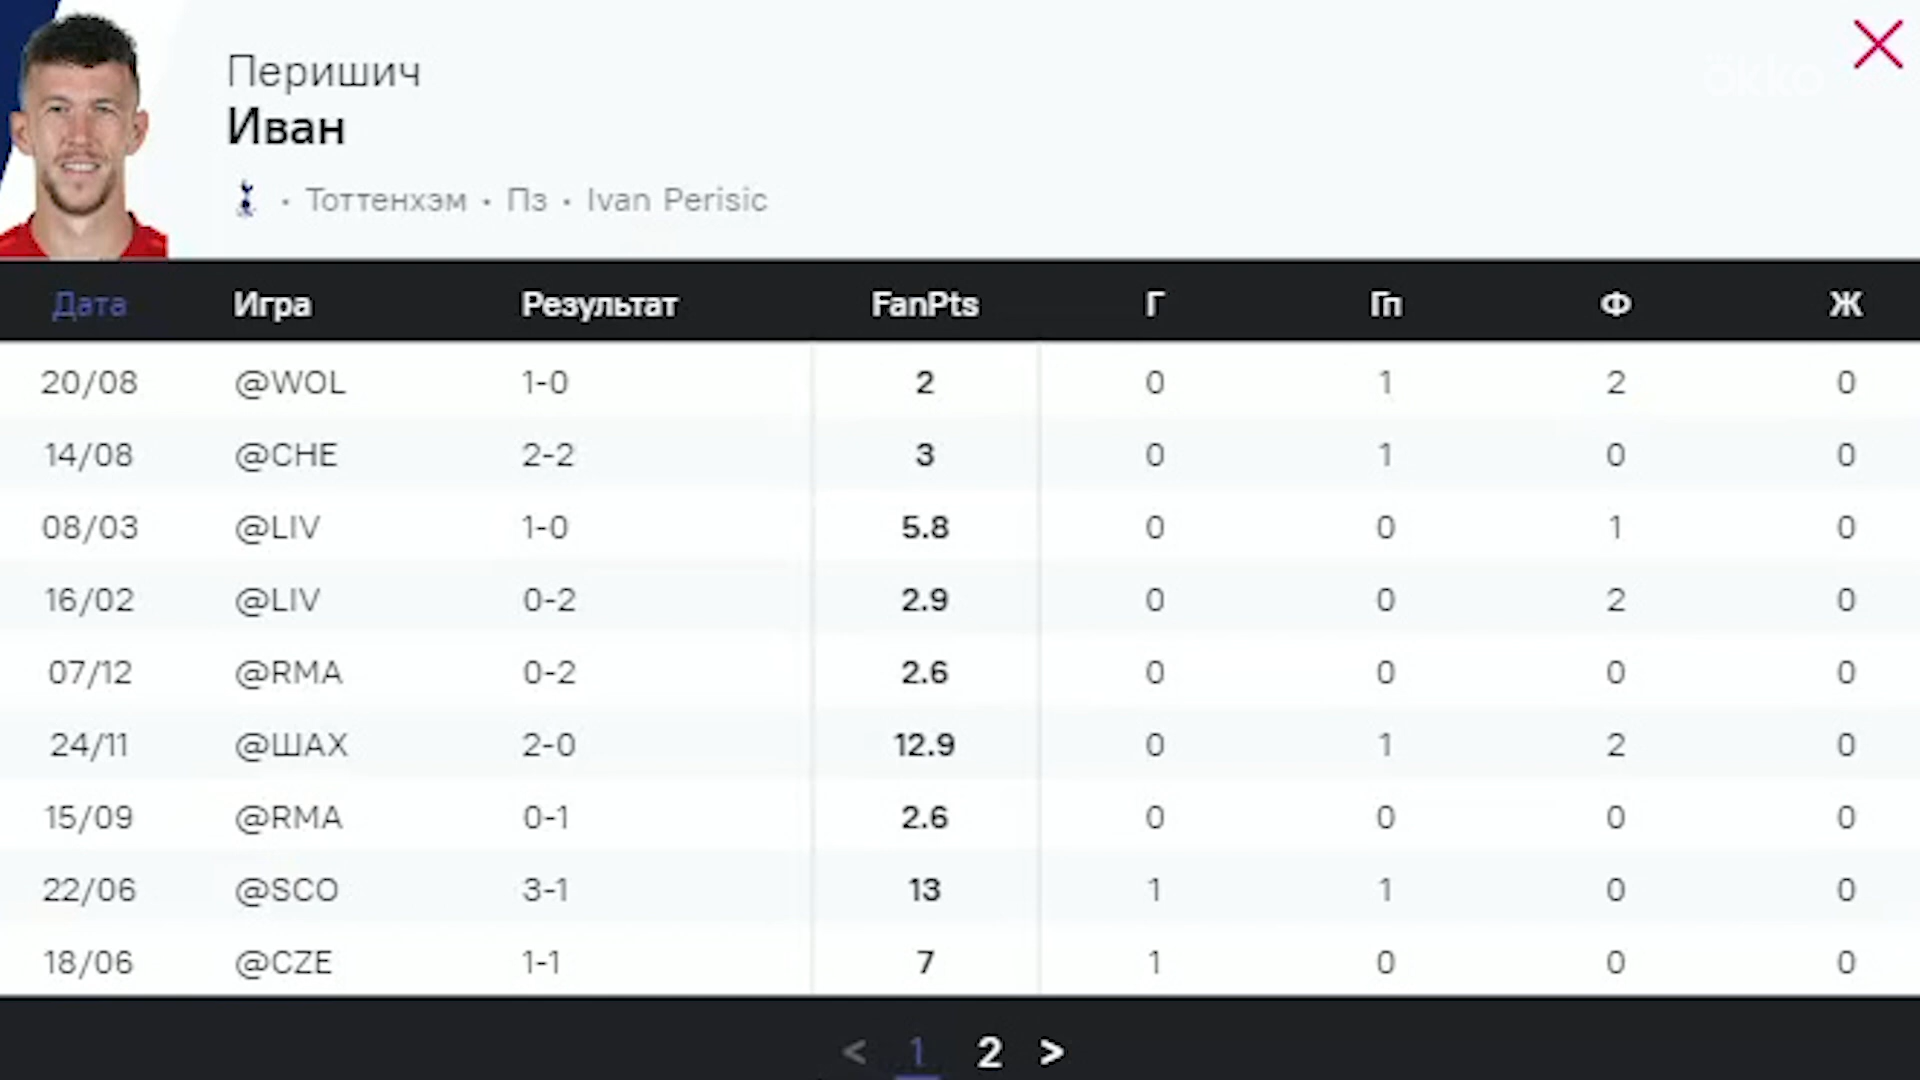 Перишич
Иван
okko
• Тоттенхэм • Пз • Ivan Perisic
Дата Игра Результат FanPts Г Гп Ф Ж
20/08 @WOL 1-0 2 0 1 2 0
14/08 @CHE 2-2 3 0 1 0 0
08/03 @LIV 1-0 5.8 0 0 1 0
16/02 @LIV 0-2 2.9 0 0 2 0
07/12 @RMA 0-2 2.6 0 0 0 0
24/11 @ШАХ 2-0 12.9 0 1 2 0
15/09 @RMA 0-1 2.6 0 0 0 0
22/06 @SCO 3-1 13 1 1 0 0
18/06 @CZE 1-1 7 1 0 0 0
< 1 2 >